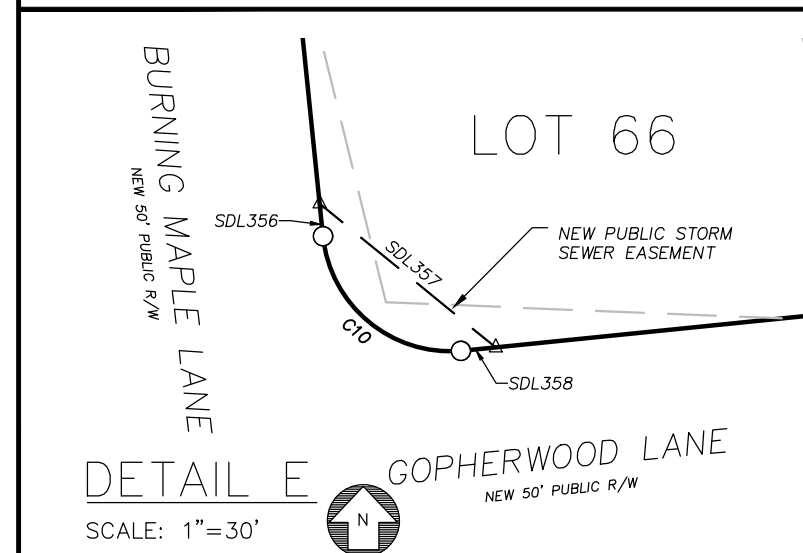 BURNING MAPLE LANE
NEW 50' PUBLIC R/W
LOT 66
SDL356
SDL357
NEW PUBLIC STORM
SEWER EASEMENT
C10
SDL358
DETAIL E
SCALE: 1"=30'
N
GOPHERWOOD LANE
NEW 50' PUBLIC R/W